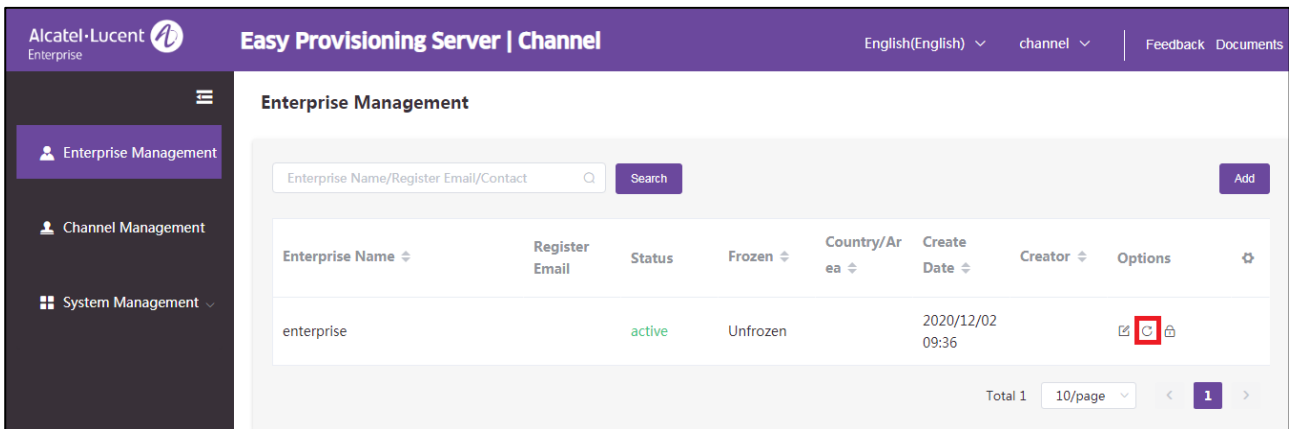 Alcatel·Lucent
Enterprise
Easy Provisioning Server | Channel
English(English)
channel
Feedback Documents
Enterprise Management
Enterprise Management
Channel Management
System Management
Enterprise Name/Register Email/Contact
Search
Add
Enterprise Name
Register
Email
Status
Frozen
Country/Ar
ea
Create
Date
Creator
Options
enterprise
active
Unfrozen
2020/12/02
09:36
Total 1
10/page
1